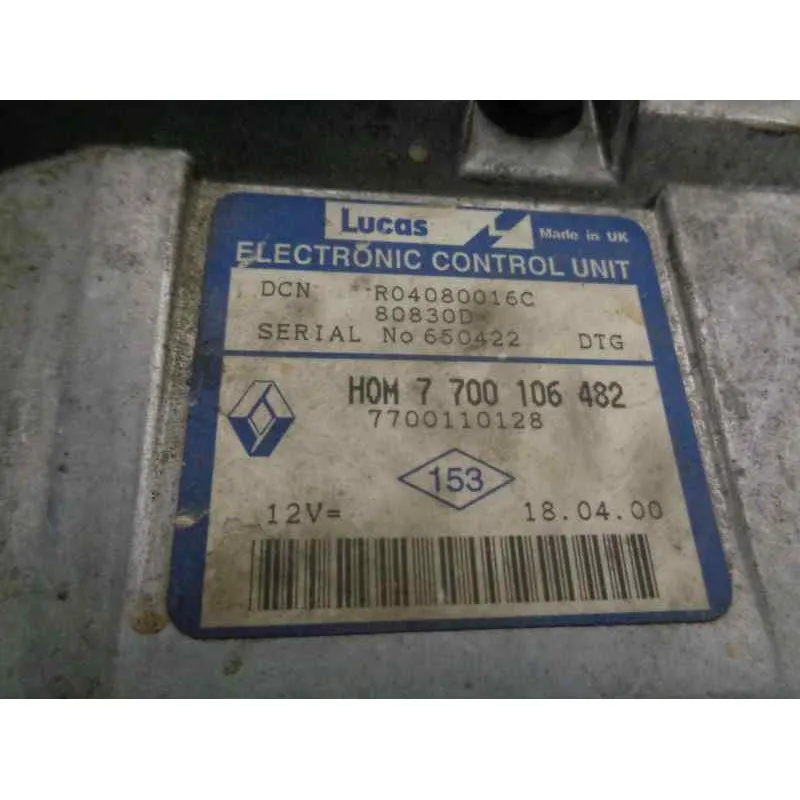 Lucas Made in UK
ELECTRONIC CONTROL UNIT
DCN R04080016C
80830D
SERIAL No 650422 DTG
HOM 7 700 106 482
7700110128
153
12V= 18.04.00